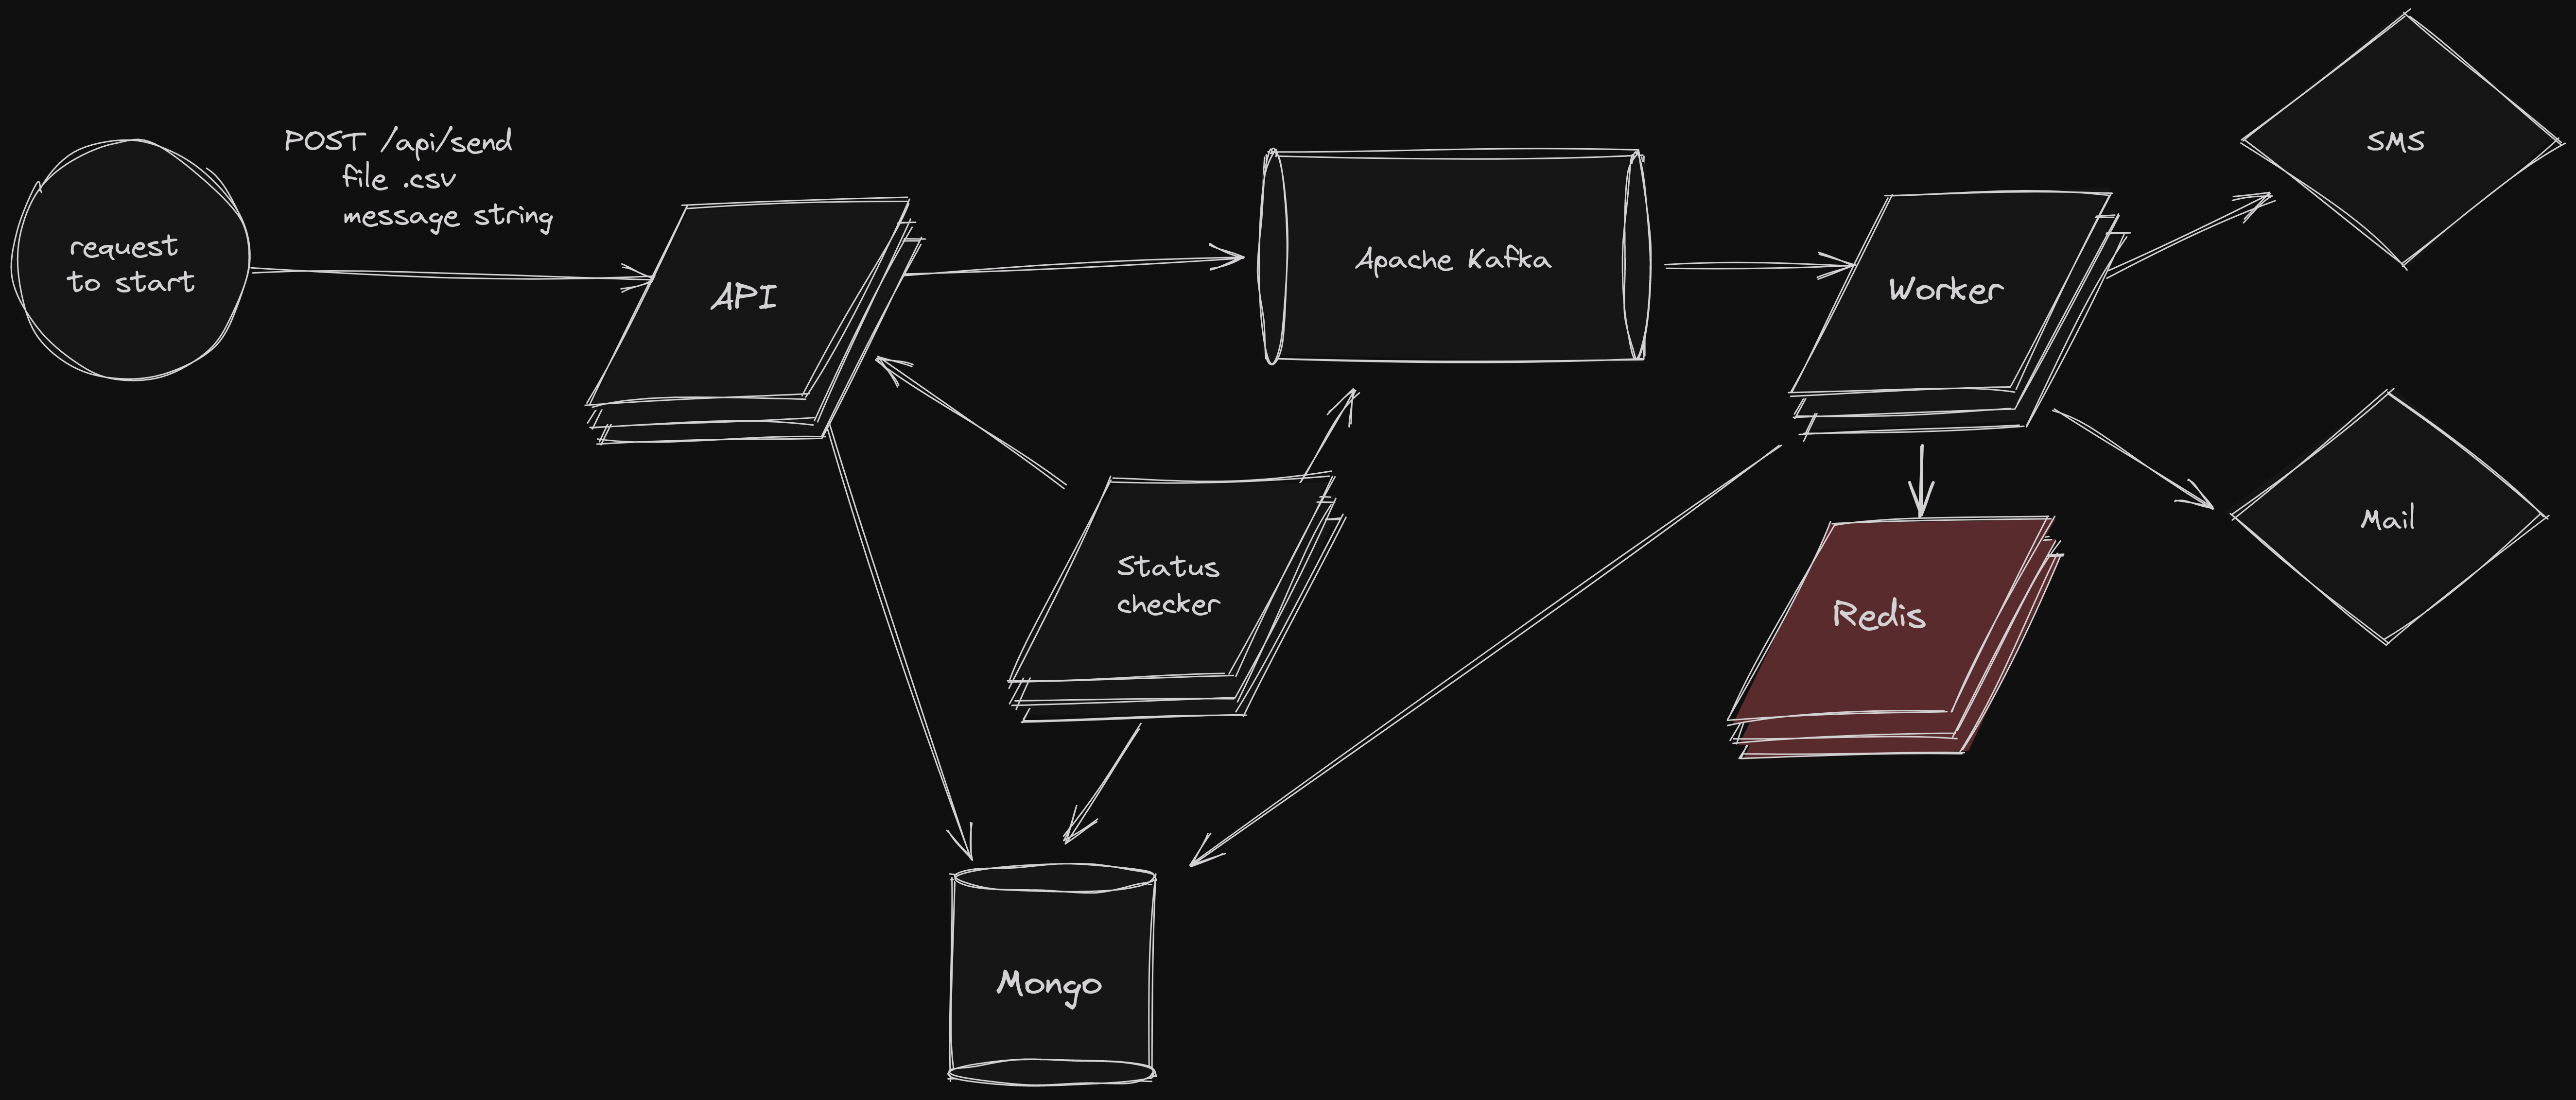 request
to start
POST /api/send
file .csv
message string
API
Apache Kafka
Worker
SMS
Mail
Status
checker
Redis
Mongo